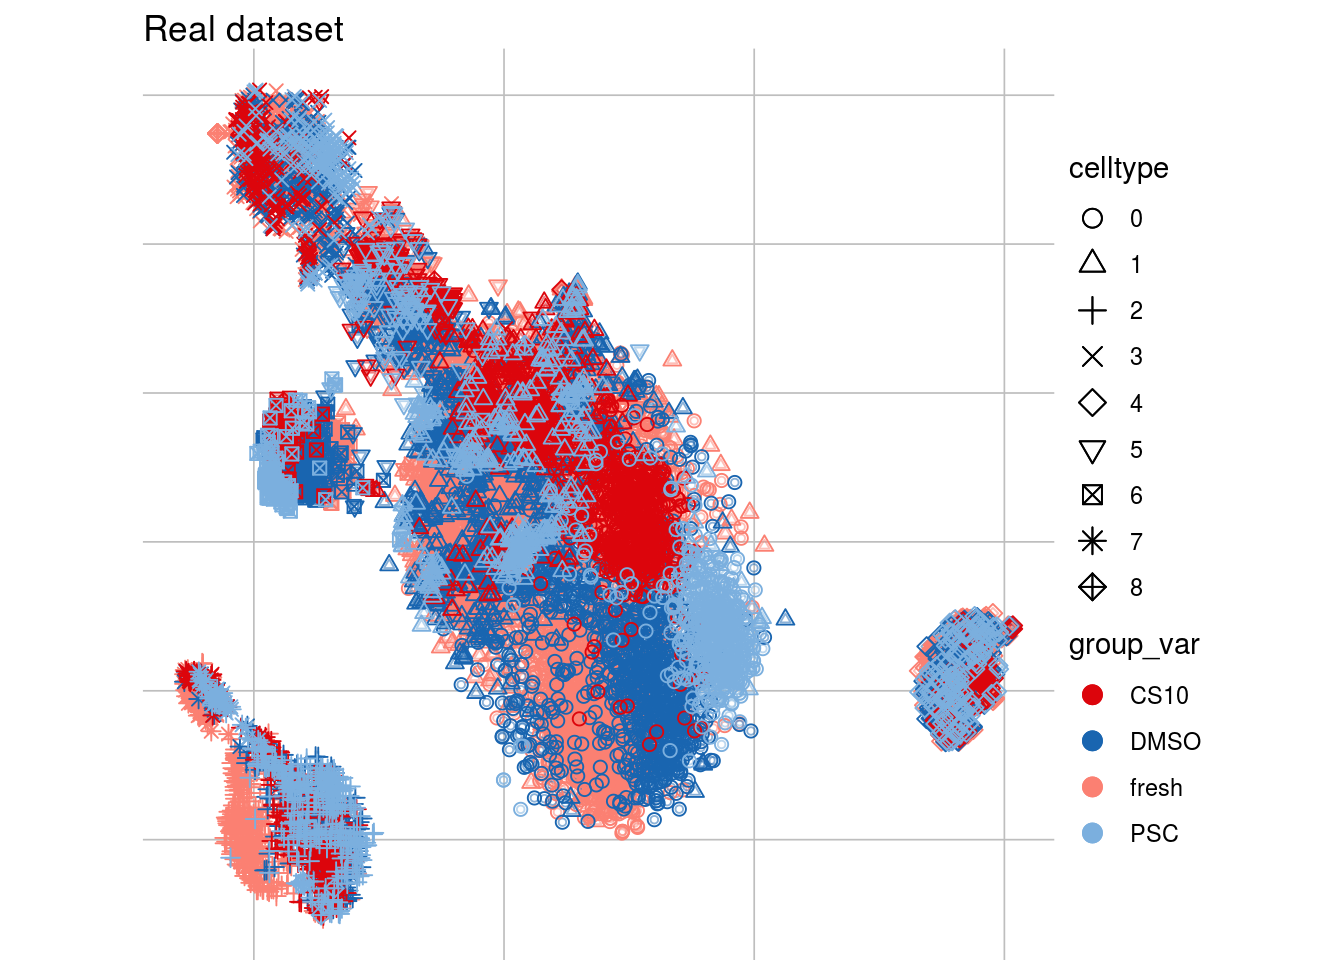 Real dataset
celltype
0
1
2
3
4
5
6
7
8
group_var
CS10
DMSO
fresh
PSC